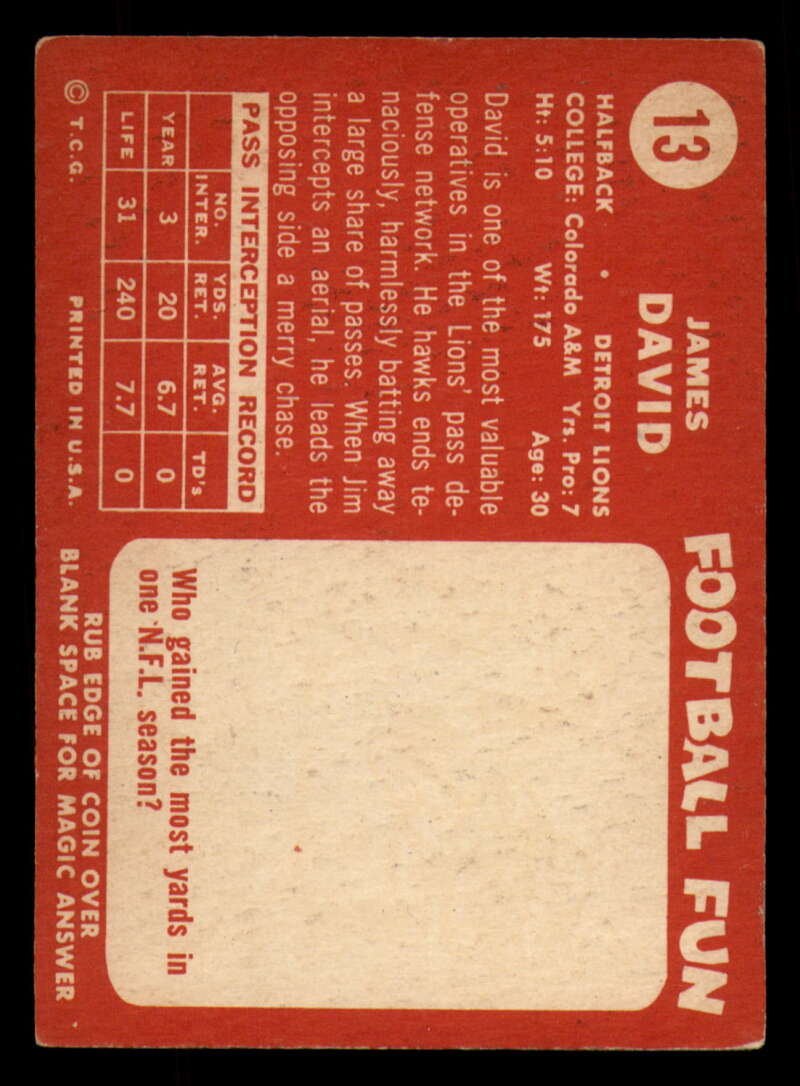 13
JAMES
DAVID
HALFBACK • DETROIT LIONS
COLLEGE: Colorado A&M Yrs. Pro: 7
Ht: 5:10 Wt: 175 Age: 30
David is one of the most valuable
operatives in the Lions' pass de-
fense network. He hawks ends te-
naciously, harmlessly batting away
a large share of passes. When Jim
intercepts an aerial, he leads the
opposing side a merry chase.
PASS INTERCEPTION RECORD
NO. INTER. YDS. RET. AVG. RET. TD's
YEAR 3 20 6.7 0
LIFE 31 240 7.7 0
© T.C.G. PRINTED IN U.S.A.
FOOTBALL FUN
Who gained the most yards in
one N.F.L. season?
RUB EDGE OF COIN OVER
BLANK SPACE FOR MAGIC ANSWER